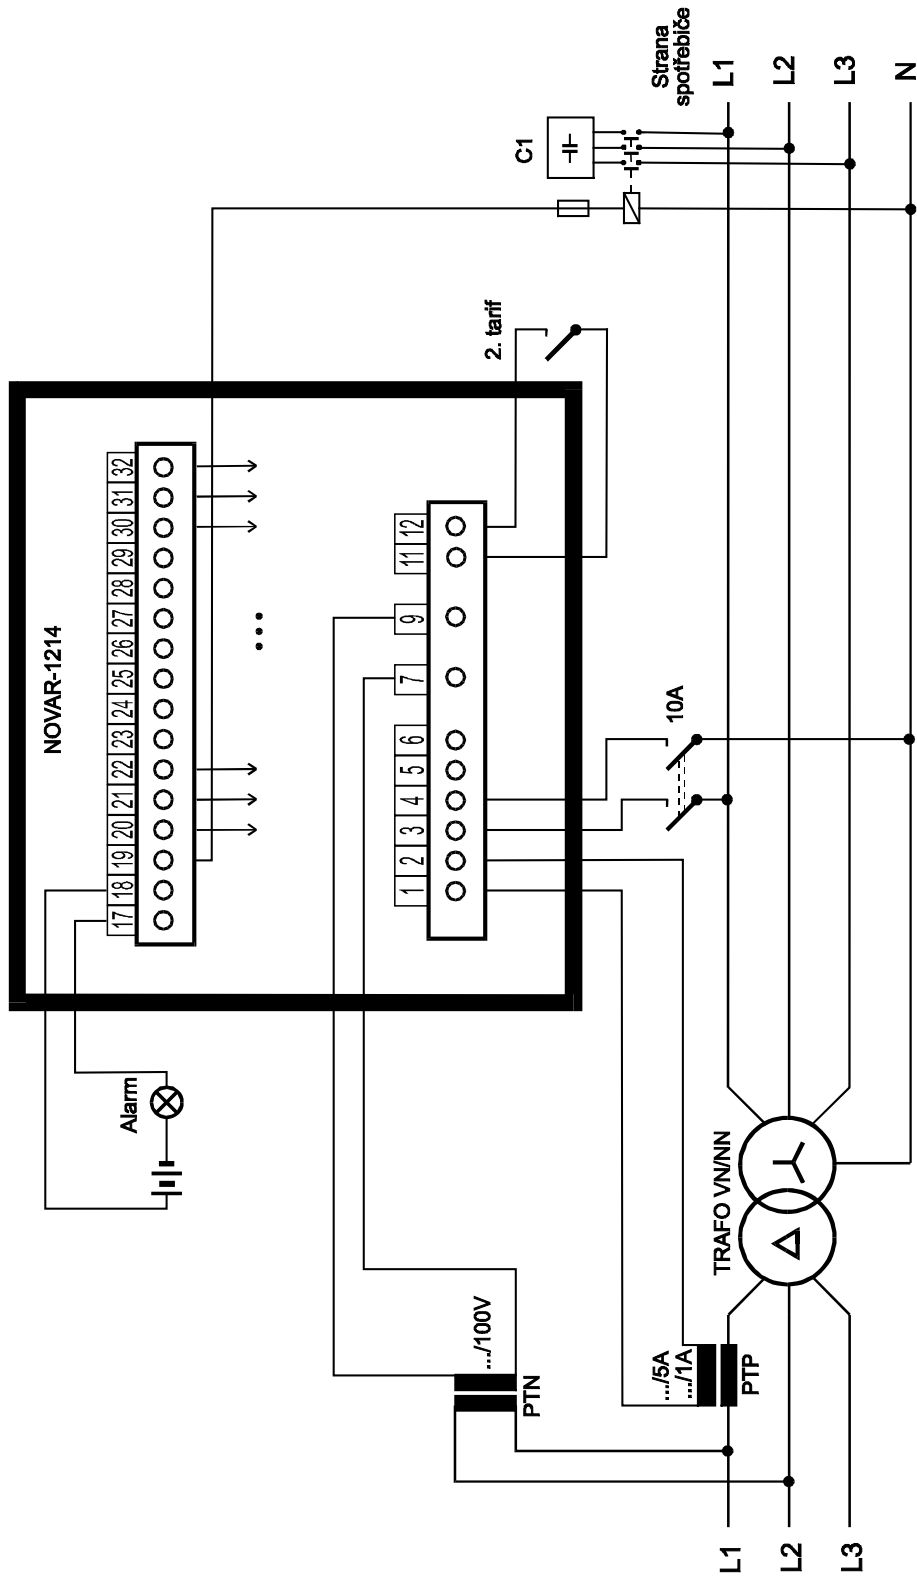 NOVAR-1214
17 18 19 20 21 22 23 24 25 26 27 28 29 30 31 32
1 2 3 4 5 6 7 9 11 12
Alarm
2. tarif
C1
Strana
spotřebiče
10A
.../100V
PTN
.../5A
.../1A
PTP
TRAFO VN/NN
L1
L2
L3
L1
L2
L3
N